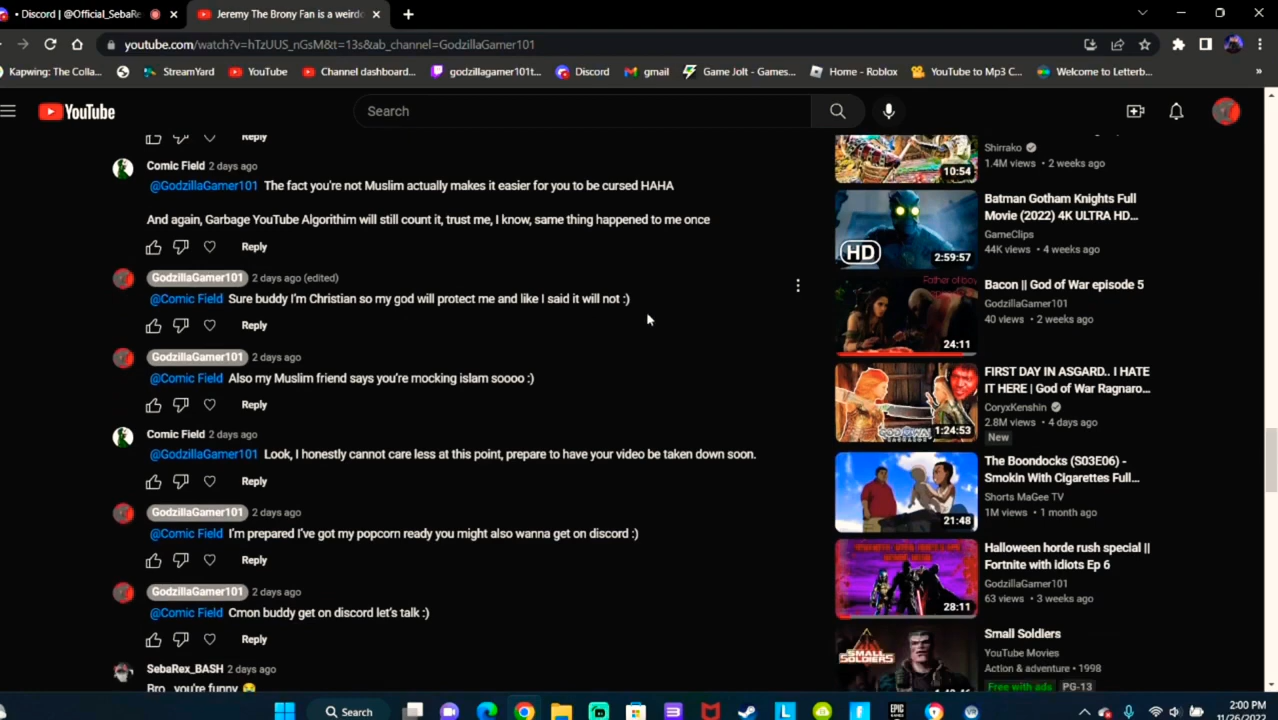 • Discord | @Official_SebaRe
Jeremy The Brony Fan is a weirdo
youtube.com/watch?v=hTzUUS_nGsM&t=13s&ab_channel=GodzillaGamer101
Kapwing: The Colla...
StreamYard
YouTube
Channel dashboard...
godzillagamer101t...
Discord
gmail
Game Jolt - Games...
Home - Roblox
YouTube to Mp3 C...
Welcome to Letterb...
»
YouTube
Search
Reply
Comic Field 2 days ago
@GodzillaGamer101 The fact you're not Muslim actually makes it easier for you to be cursed HAHA
And again, Garbage YouTube Algorithim will still count it, trust me, I know, same thing happened to me once
Reply
GodzillaGamer101 2 days ago (edited)
@Comic Field Sure buddy I'm Christian so my god will protect me and like I said it will not :)
Reply
GodzillaGamer101 2 days ago
@Comic Field Also my Muslim friend says you're mocking islam soooo :)
Reply
Comic Field 2 days ago
@GodzillaGamer101 Look, I honestly cannot care less at this point, prepare to have your video be taken down soon.
Reply
GodzillaGamer101 2 days ago
@Comic Field I'm prepared I've got my popcorn ready you might also wanna get on discord :)
Reply
GodzillaGamer101 2 days ago
@Comic Field Cmon buddy get on discord let's talk :)
Reply
SebaRex_BASH 2 days ago
Bro.. you're funny 😭
Shirrako
1.4M views • 2 weeks ago
10:54
Batman Gotham Knights Full
Movie (2022) 4K ULTRA HD...
GameClips
44K views • 4 weeks ago
HD
2:59:57
Father of boy
Bacon || God of War episode 5
GodzillaGamer101
40 views • 2 weeks ago
24:11
FIRST DAY IN ASGARD.. I HATE
IT HERE | God of War Ragnaro...
CoryxKenshin
2.8M views • 4 days ago
New
1:24:53
The Boondocks (S03E06) -
Smokin With Cigarettes Full...
Shorts MaGee TV
1M views • 1 month ago
21:48
Halloween horde rush special ||
Fortnite with Idiots Ep 6
GodzillaGamer101
63 views • 3 weeks ago
28:11
Small Soldiers
YouTube Movies
Action & adventure • 1998
Free with ads PG-13
SMALL
SOLDIERS
Search
EPIC
2:00 PM